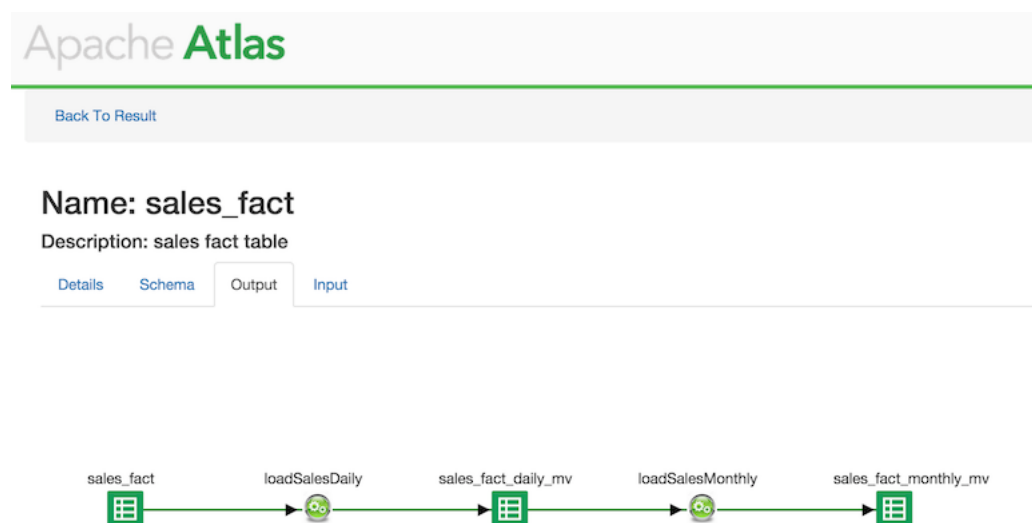 Apache Atlas
Back To Result
Name: sales_fact
Description: sales fact table
Details Schema Output Input
sales_fact loadSalesDaily sales_fact_daily_mv loadSalesMonthly sales_fact_monthly_mv